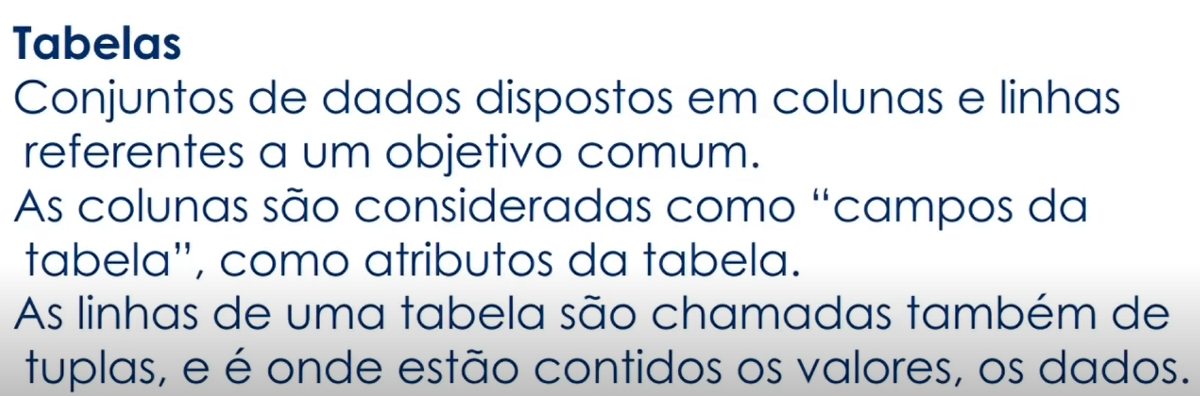 Tabelas
Conjuntos de dados dispostos em colunas e linhas
referentes a um objetivo comum.
As colunas são consideradas como “campos da
tabela”, como atributos da tabela.
As linhas de uma tabela são chamadas também de
tuplas, e é onde estão contidos os valores, os dados.